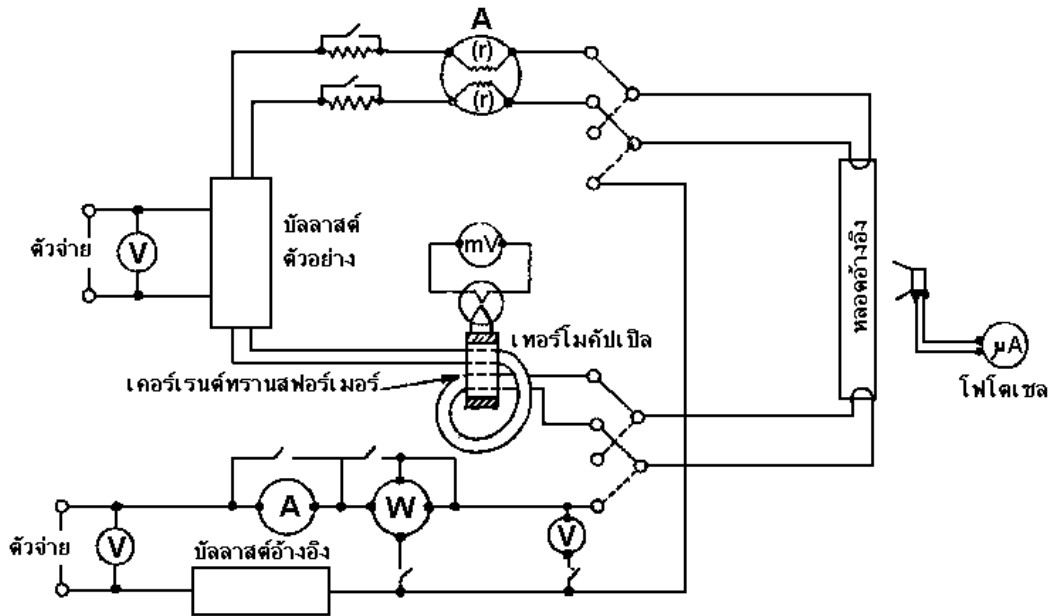 A
(r)
(r)
บัลลาสต์
ตัวอย่าง
ตัวจ่าย
V
mV
หลอดอ้างอิง
เทอร์โมคัปเปิล
เคอร์เรนต์ทรานสฟอร์เมอร์
μA
โฟโตเซล
A
W
V
V
ตัวจ่าย
บัลลาสต์อ้างอิง